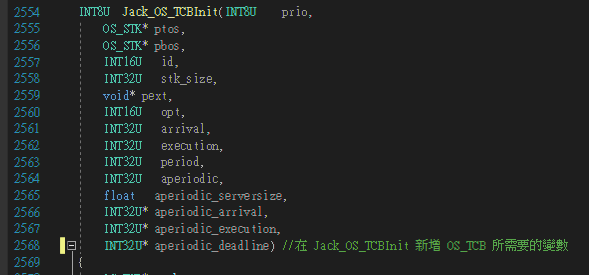 2554 INT8U Jack_OS_TCBInit(INT8U prio,
2555 OS_STK* ptos,
2556 OS_STK* pbos,
2557 INT16U id,
2558 INT32U stk_size,
2559 void* pext,
2560 INT16U opt,
2561 INT32U arrival,
2562 INT32U execution,
2563 INT32U period,
2564 INT32U aperiodic,
2565 float aperiodic_serversize,
2566 INT32U* aperiodic_arrival,
2567 INT32U* aperiodic_execution,
2568 INT32U* aperiodic_deadline) //在 Jack_OS_TCBInit 新增 OS_TCB 所需要的變數
2569 {